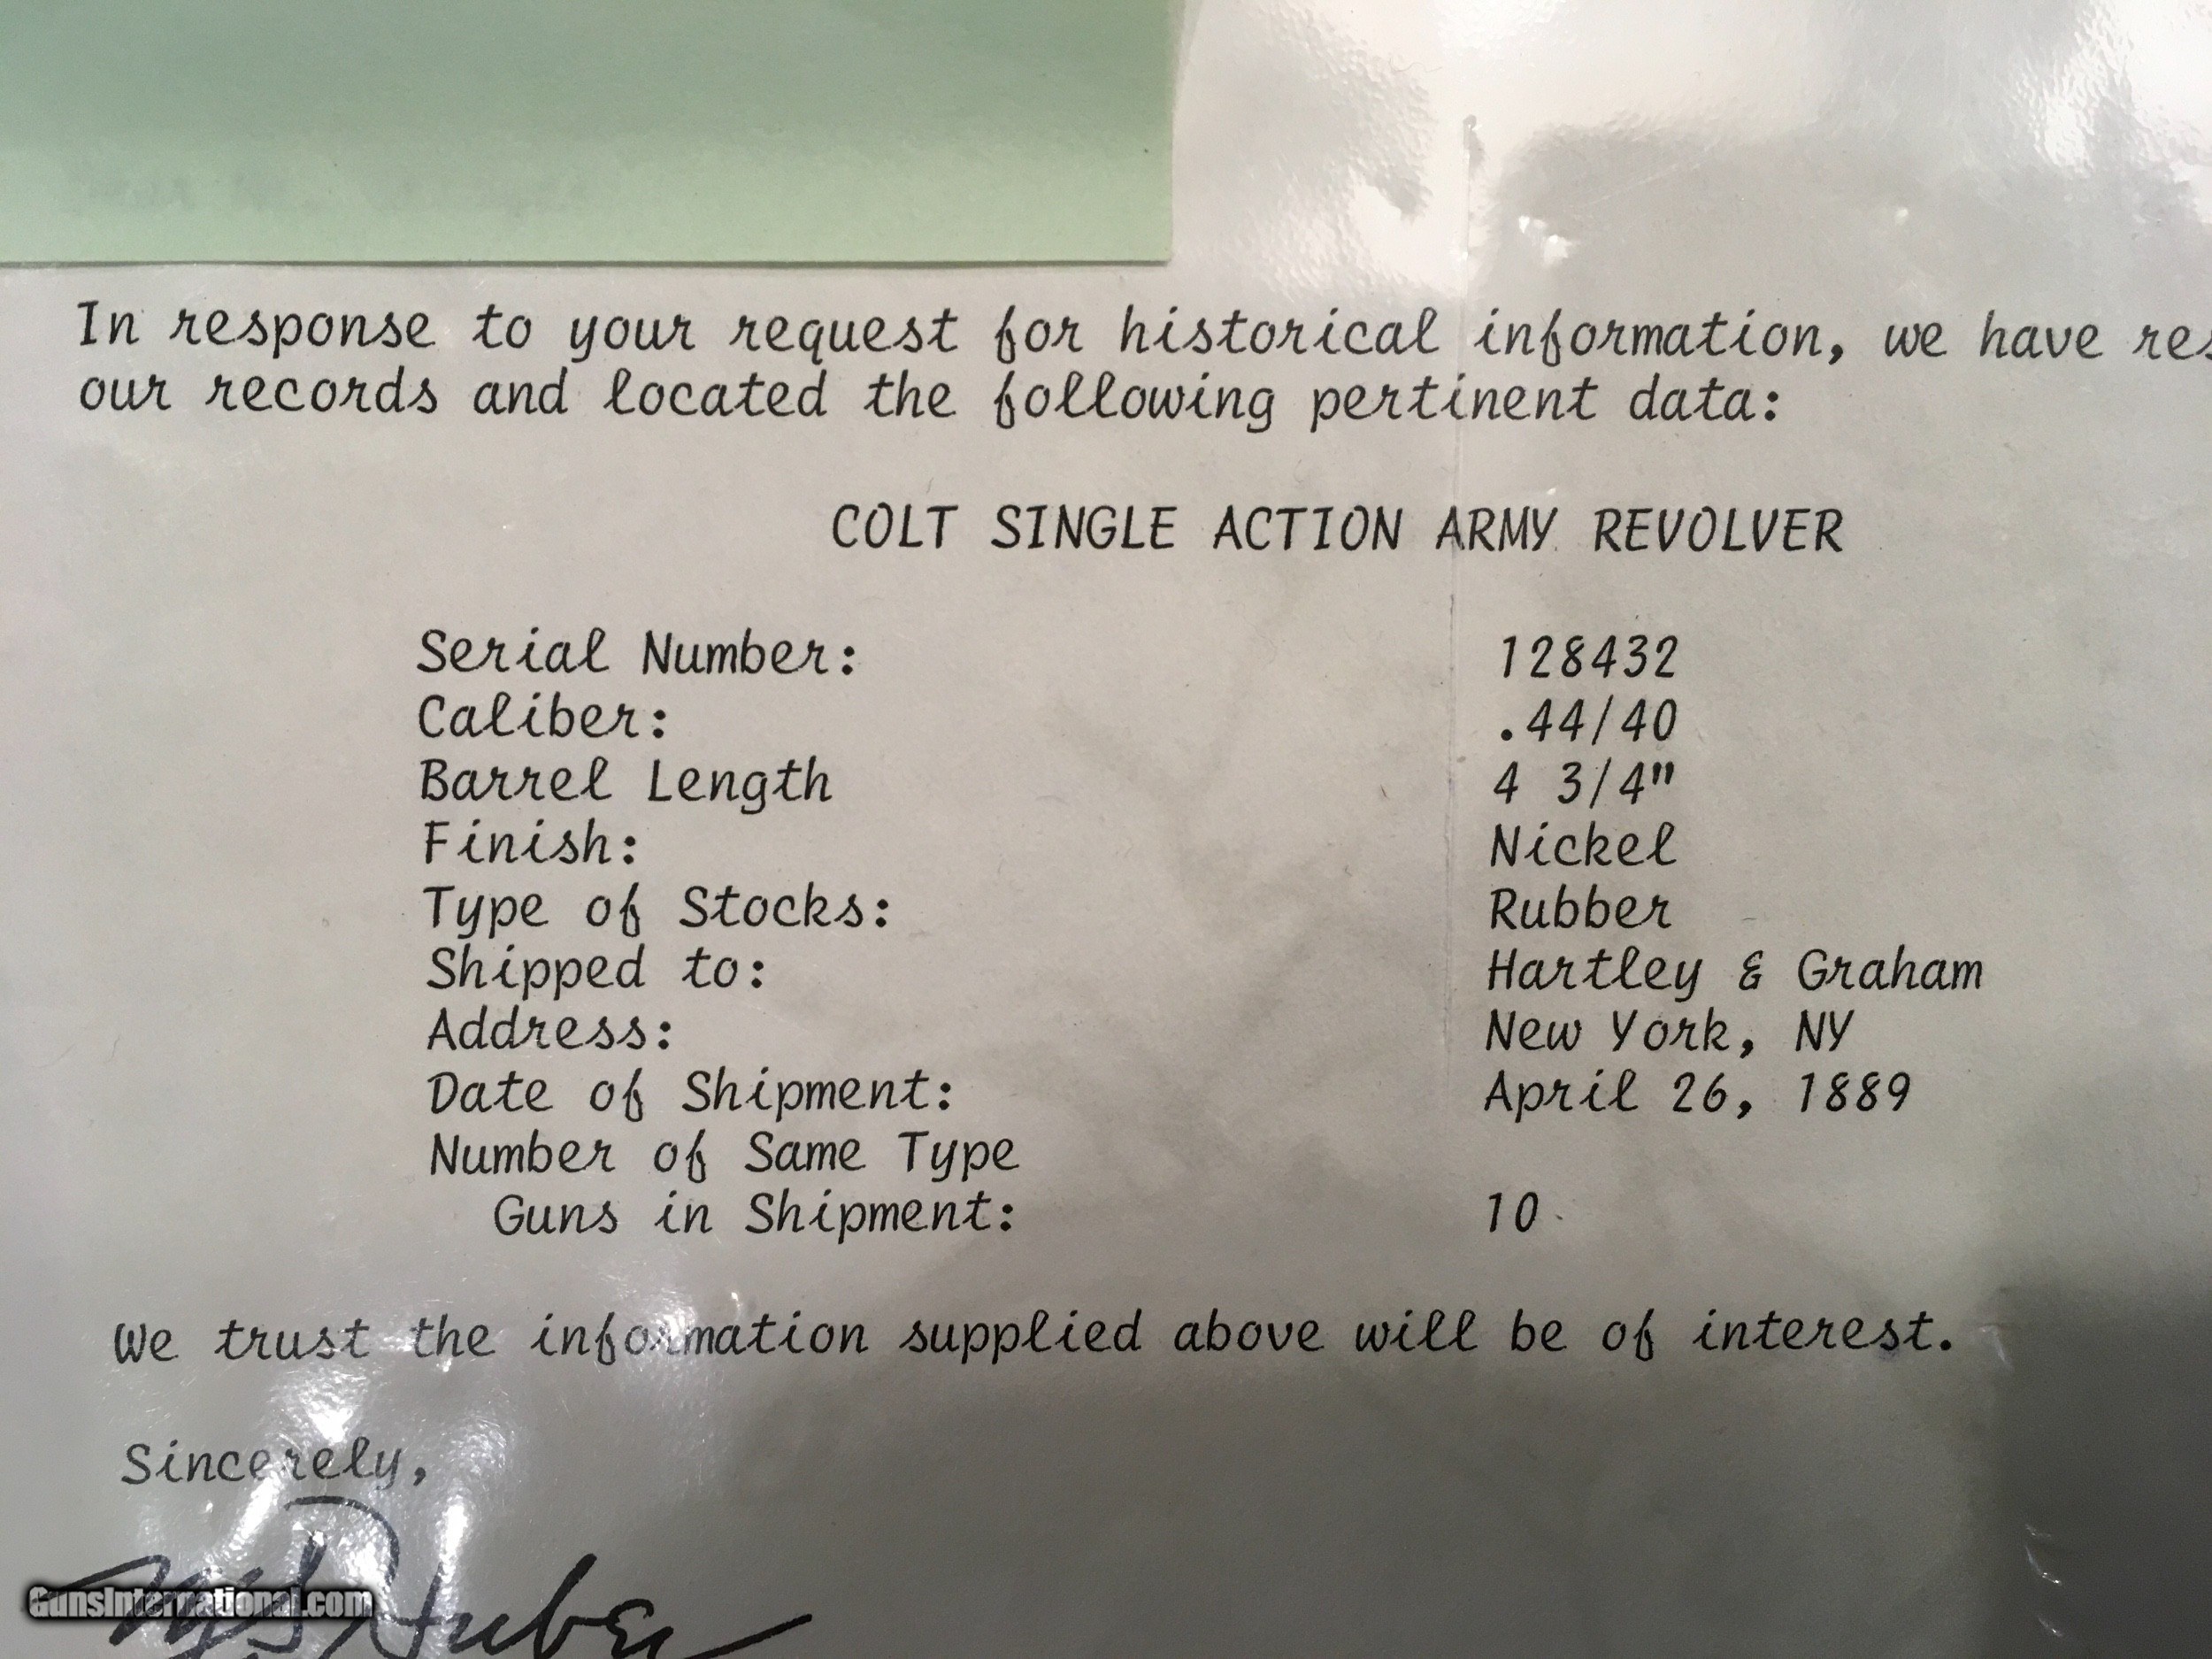 In response to your request for historical information, we have res
our records and located the following pertinent data:
COLT SINGLE ACTION ARMY REVOLVER
Serial Number: 128432
Caliber: .44/40
Barrel Length 4 3/4"
Finish: Nickel
Type of Stocks: Rubber
Shipped to: Hartley & Graham
Address: New York, NY
Date of Shipment: April 26, 1889
Number of Same Type
Guns in Shipment: 10
We trust the information supplied above will be of interest.
Sincerely,
GunsInternational.com